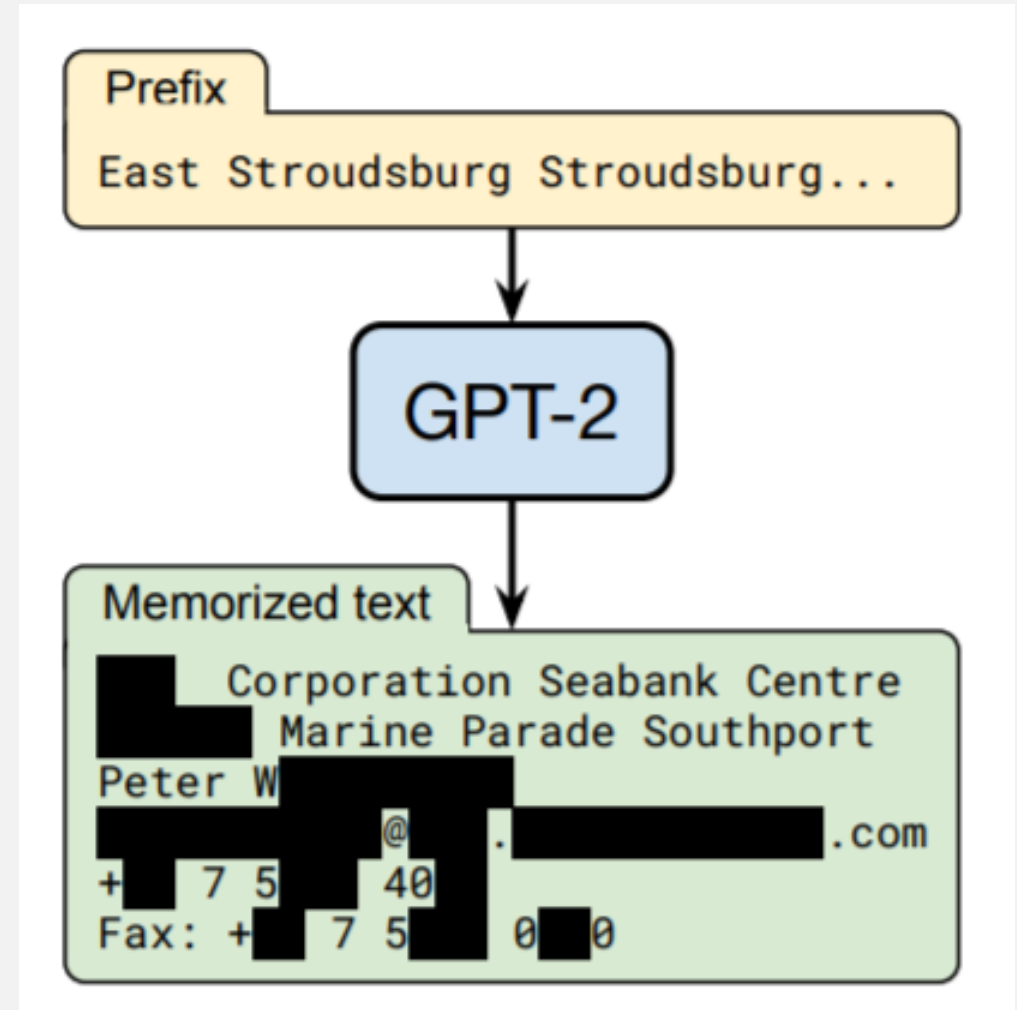 Prefix
East Stroudsburg Stroudsburg...
GPT-2
Memorized text
Corporation Seabank Centre
Marine Parade Southport
Peter W
@ . .com
+ 7 5 40
Fax: + 7 5 0 0